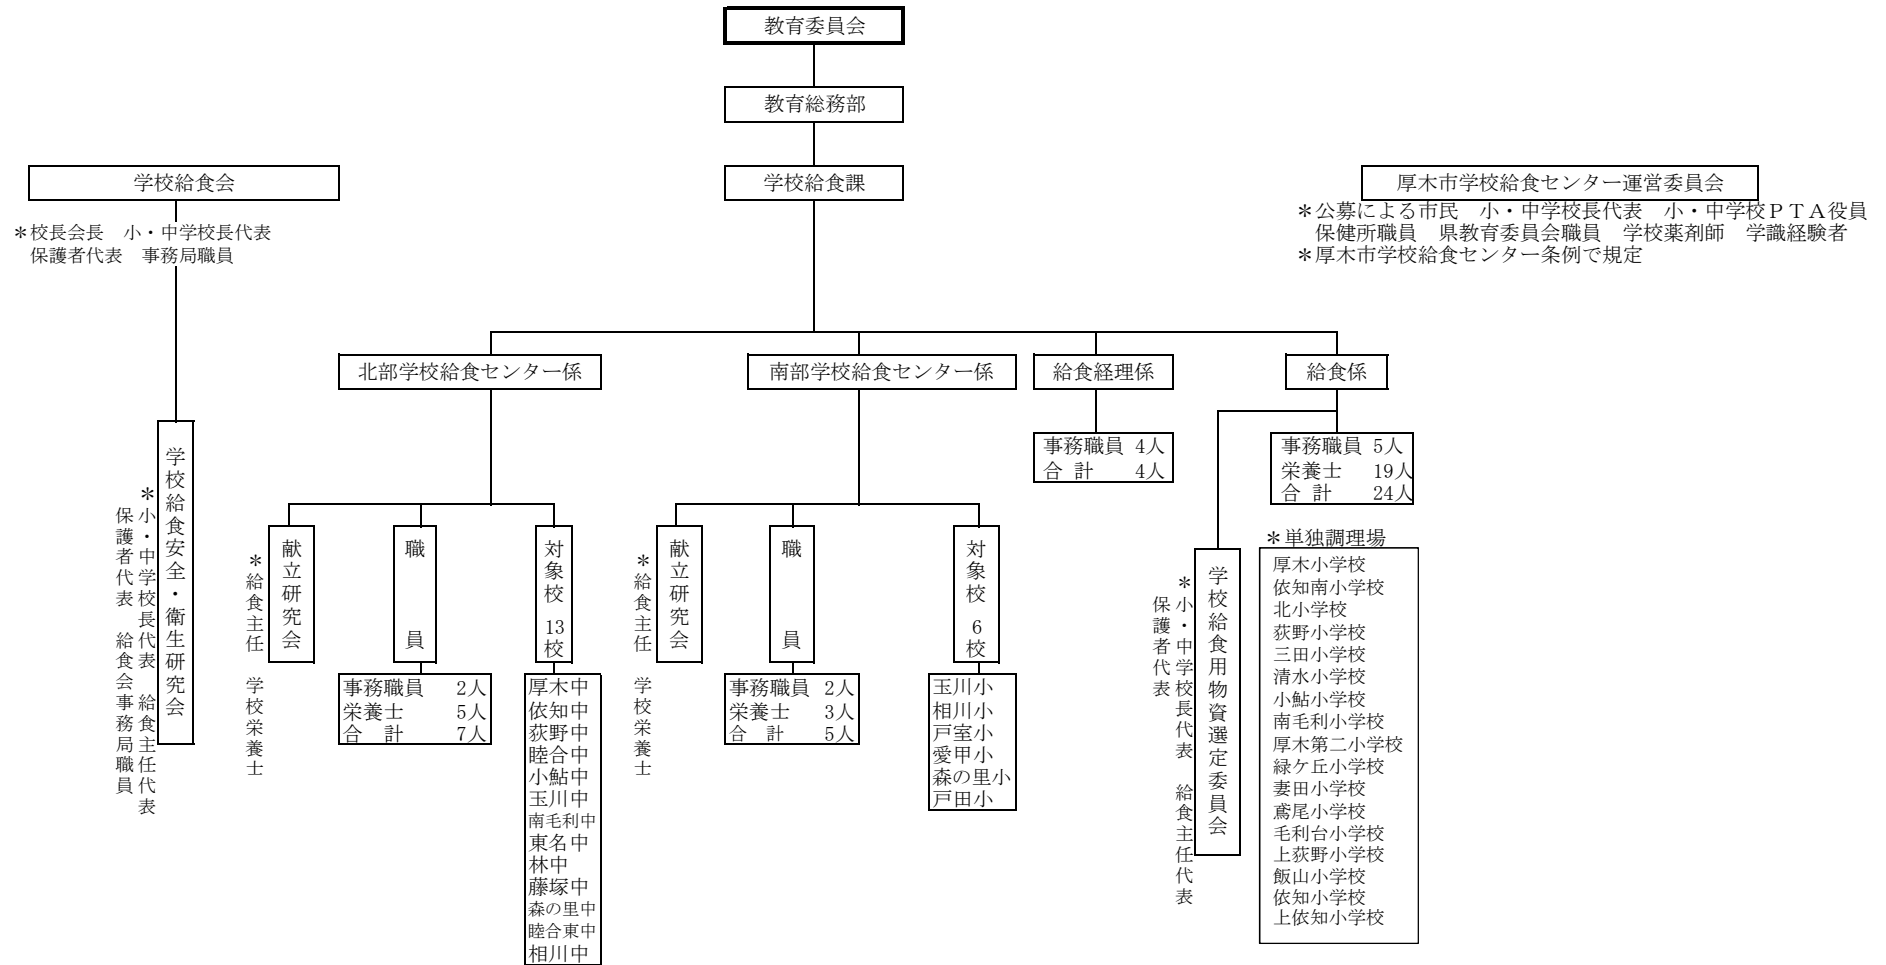 教育委員会
教育総務部
学校給食会
学校給食課
厚木市学校給食センター運営委員会
＊校長会長　小・中学校長代表
保護者代表　事務局職員
＊公募による市民　小・中学校長代表　小・中学校ＰＴＡ役員
保健所職員　県教育委員会職員　学校薬剤師　学識経験者
＊厚木市学校給食センター条例で規定
北部学校給食センター係
南部学校給食センター係
給食経理係
給食係
学校給食安全・衛生研究会
＊小・中学校長代表　給食主任代表
保護者代表　給食会事務局職員
献立研究会
＊給食主任　学校栄養士
職員
事務職員　2人
栄養士　5人
合　計　7人
対象校 13校
厚木中
依知中
荻野中
睦合中
小鮎中
玉川中
南毛利中
東名中
林中
藤塚中
森の里中
睦合東中
相川中
献立研究会
＊給食主任　学校栄養士
職員
事務職員 2人
栄養士　3人
合　計　5人
対象校 6校
玉川小
相川小
戸室小
愛甲小
森の里小
戸田小
事務職員 4人
合 計　4人
事務職員 5人
栄養士　19人
合 計　24人
学校給食用物資選定委員会
＊小・中学校長代表　給食主任代表
保護者代表
＊単独調理場
厚木小学校
依知南小学校
北小学校
荻野小学校
三田小学校
清水小学校
小鮎小学校
南毛利小学校
厚木第二小学校
緑ケ丘小学校
妻田小学校
鳶尾小学校
毛利台小学校
上荻野小学校
飯山小学校
依知小学校
上依知小学校